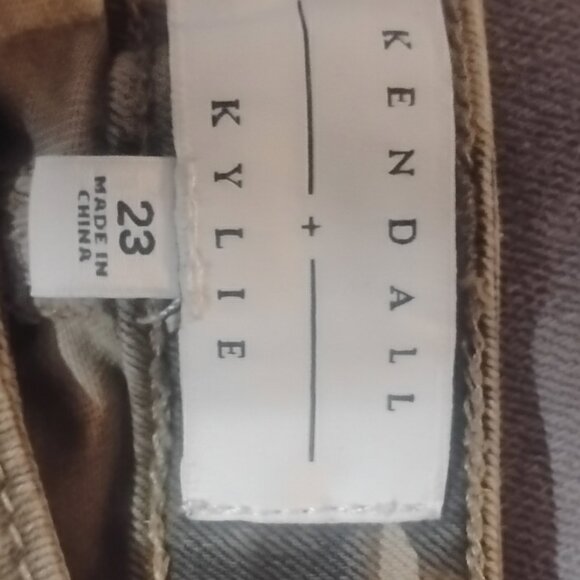 KENDALL
+
KYLIE
23
MADE IN
CHINA